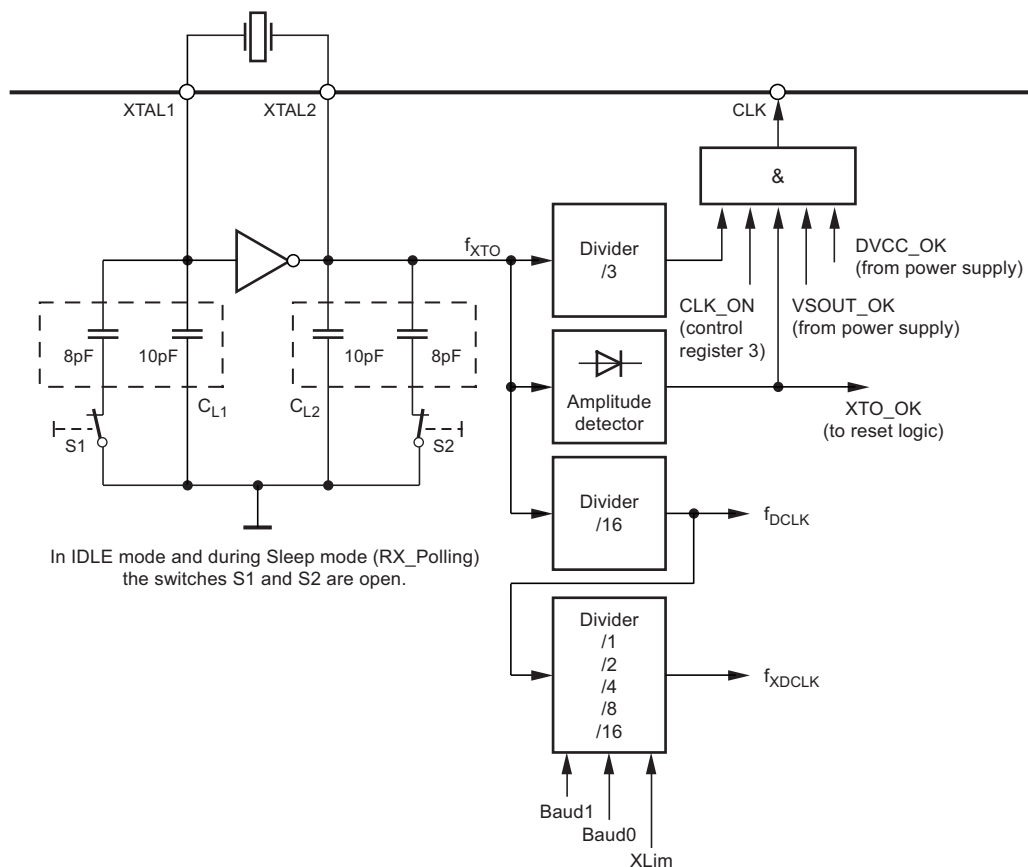 XTAL1
XTAL2
CLK
&
DVCC_OK
(from power supply)
fXTO
Divider
/3
CLK_ON
(control
register 3)
VSOUT_OK
(from power supply)
8pF
10pF
10pF
8pF
CL1
CL2
S1
S2
Amplitude
detector
XTO_OK
(to reset logic)
Divider
/16
fDCLK
In IDLE mode and during Sleep mode (RX_Polling)
the switches S1 and S2 are open.
Divider
/1
/2
/4
/8
/16
fXDCLK
Baud1
Baud0
XLim